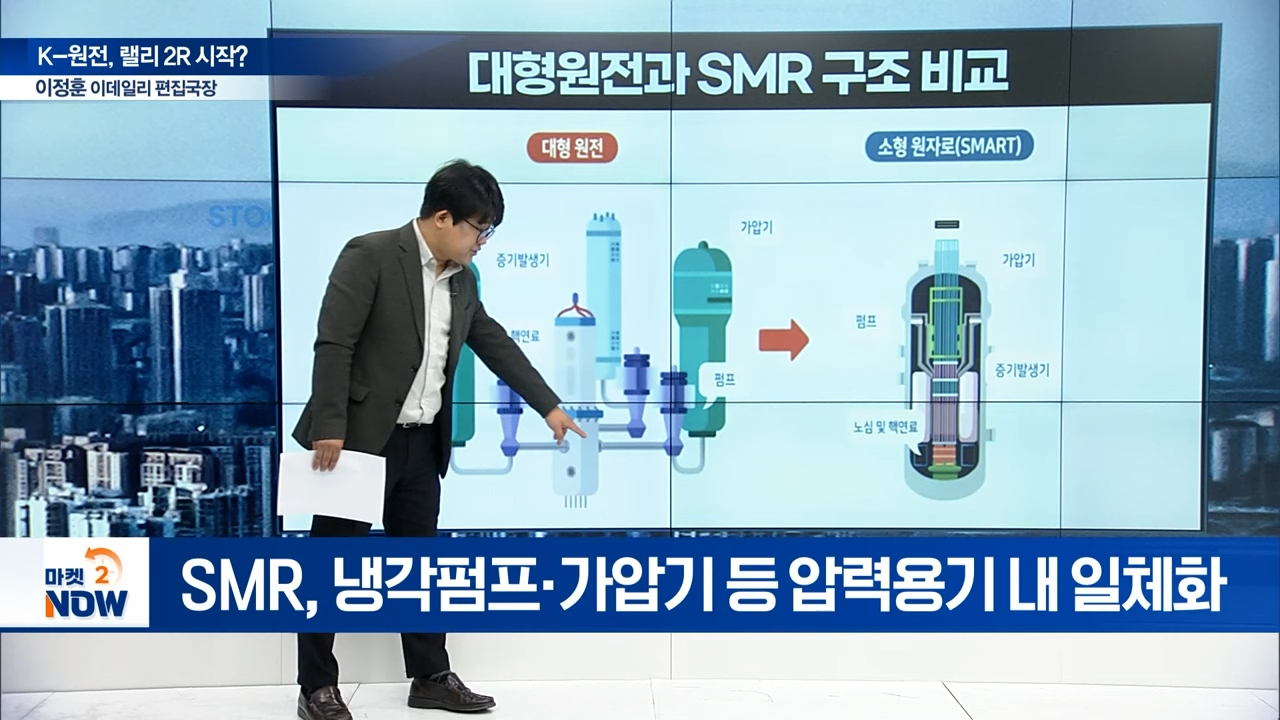 K-원전, 랠리 2R 시작?
이정훈 이데일리 편집국장
대형원전과 SMR 구조 비교
대형 원전
소형 원자로(SMART)
증기발생기
가압기
핵연료
펌프
가압기
펌프
증기발생기
노심 및 핵연료
STO
마켓 2
NOW
SMR, 냉각펌프·가압기 등 압력용기 내 일체화